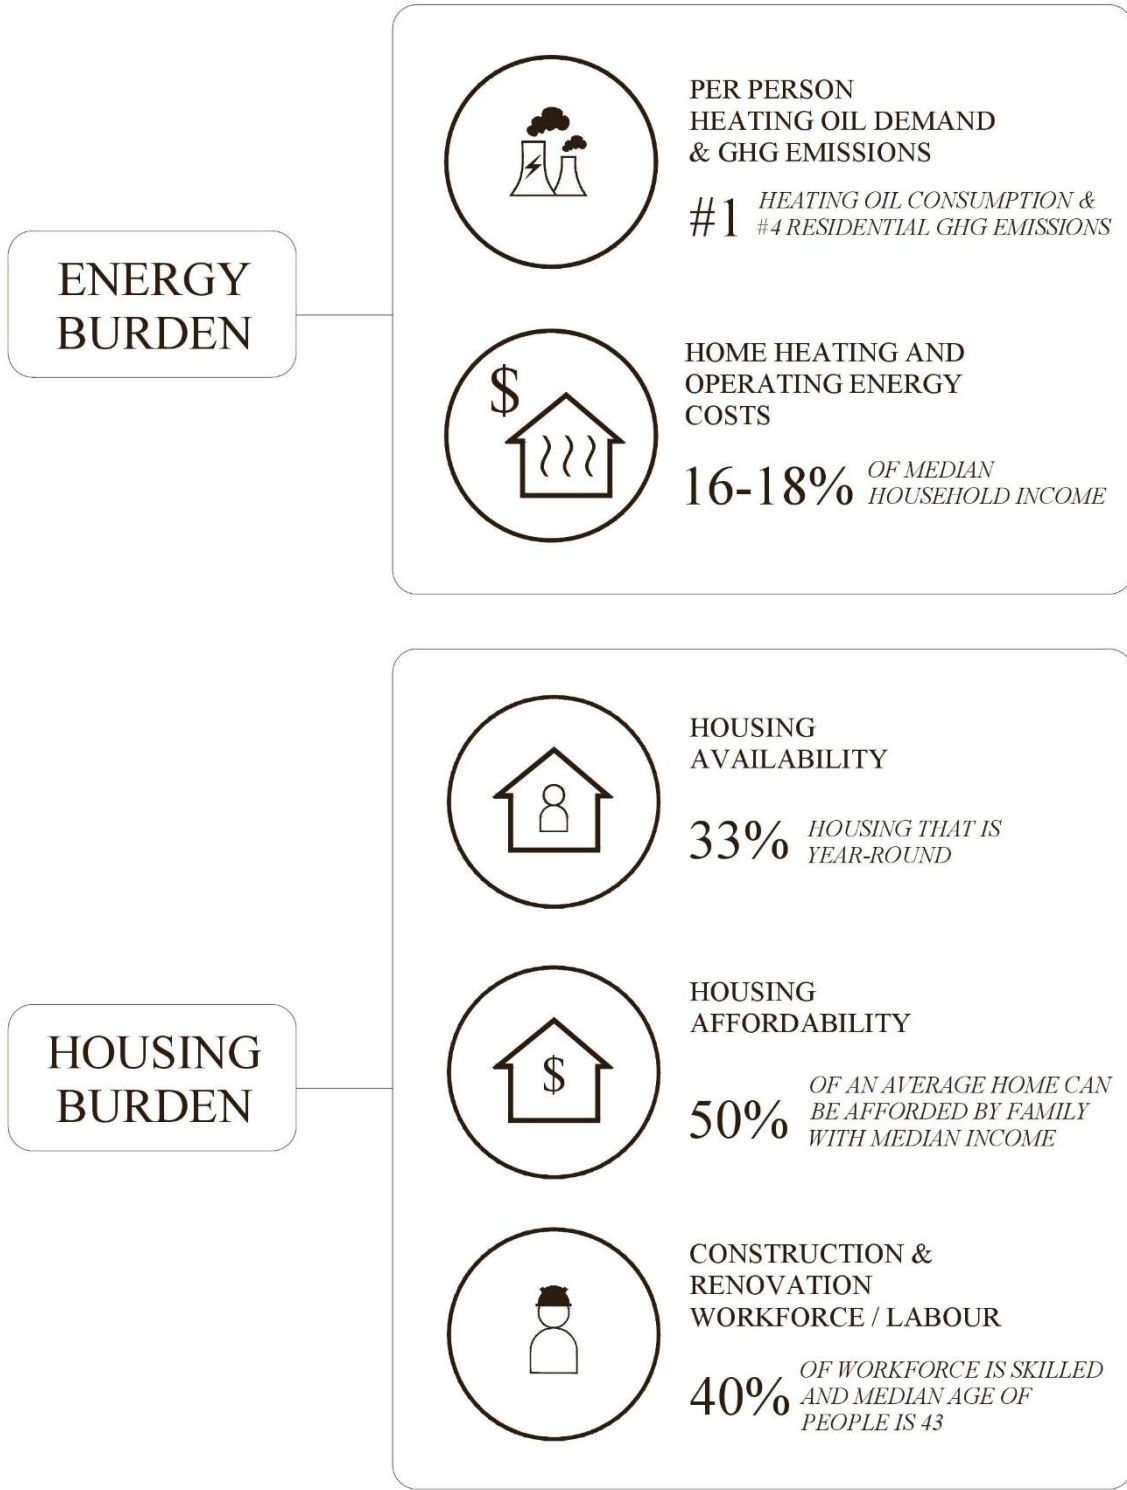 ENERGY
BURDEN
PER PERSON
HEATING OIL DEMAND
& GHG EMISSIONS
#1 HEATING OIL CONSUMPTION &
#4 RESIDENTIAL GHG EMISSIONS
$
HOME HEATING AND
OPERATING ENERGY
COSTS
16-18% OF MEDIAN
HOUSEHOLD INCOME
HOUSING
BURDEN
HOUSING
AVAILABILITY
33% HOUSING THAT IS
YEAR-ROUND
$
HOUSING
AFFORDABILITY
50% OF AN AVERAGE HOME CAN
BE AFFORDED BY FAMILY
WITH MEDIAN INCOME
CONSTRUCTION &
RENOVATION
WORKFORCE / LABOUR
40% OF WORKFORCE IS SKILLED
AND MEDIAN AGE OF
PEOPLE IS 43